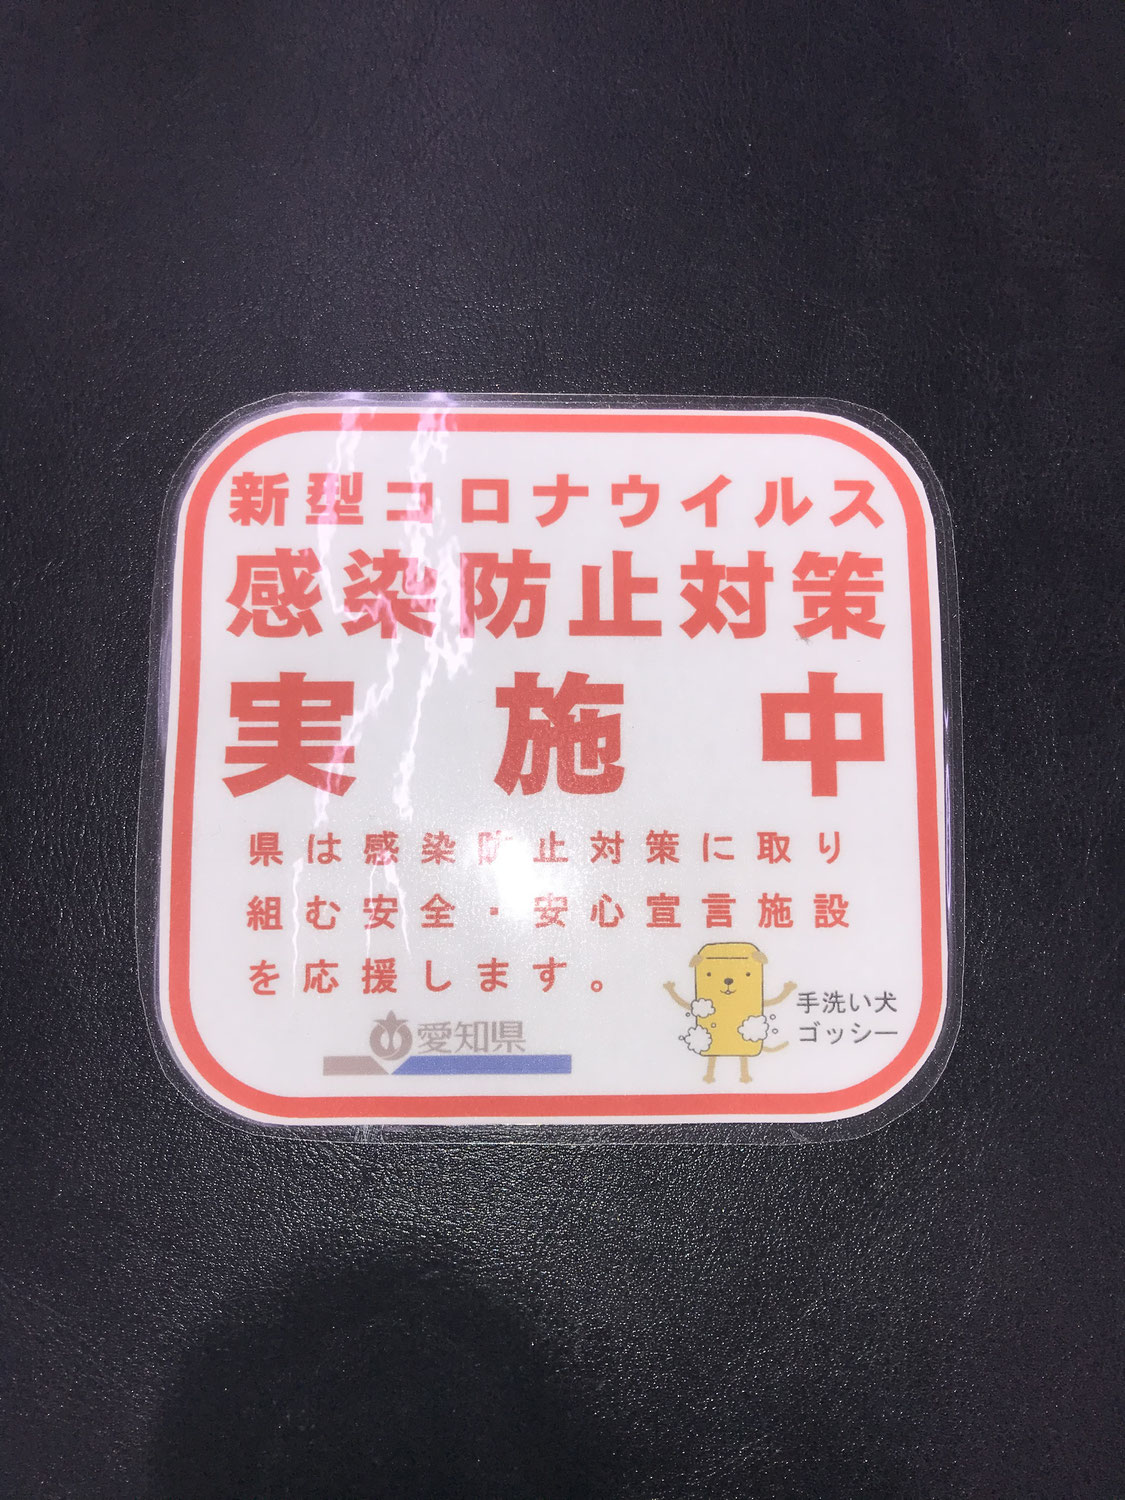 新型コロナウイルス
感染防止対策
実施中
県は感染防止対策に取り
組む安全・安心宣言施設
を応援します。
愛知県
手洗い犬
ゴッシー